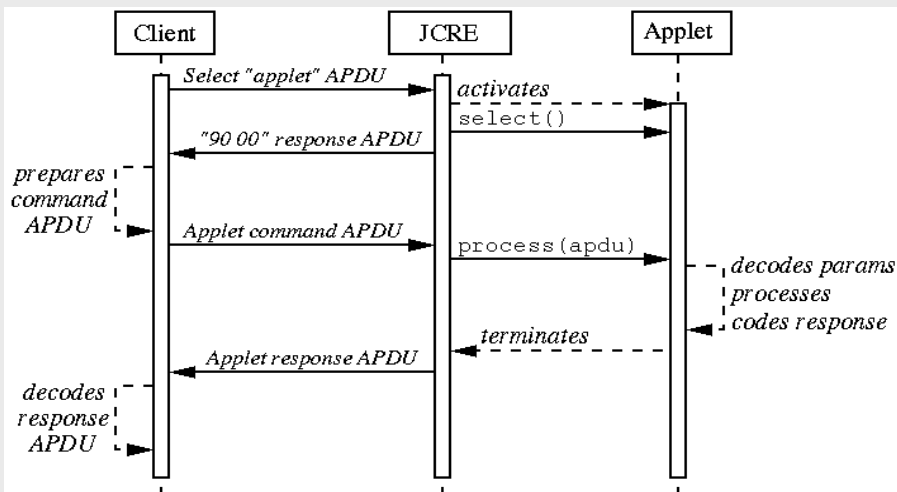 Client
JCRE
Applet
Select "applet" APDU
activates
select()
"90 00" response APDU
prepares
command
APDU
Applet command APDU
process(apdu)
decodes params
processes
codes response
terminates
Applet response APDU
decodes
response
APDU